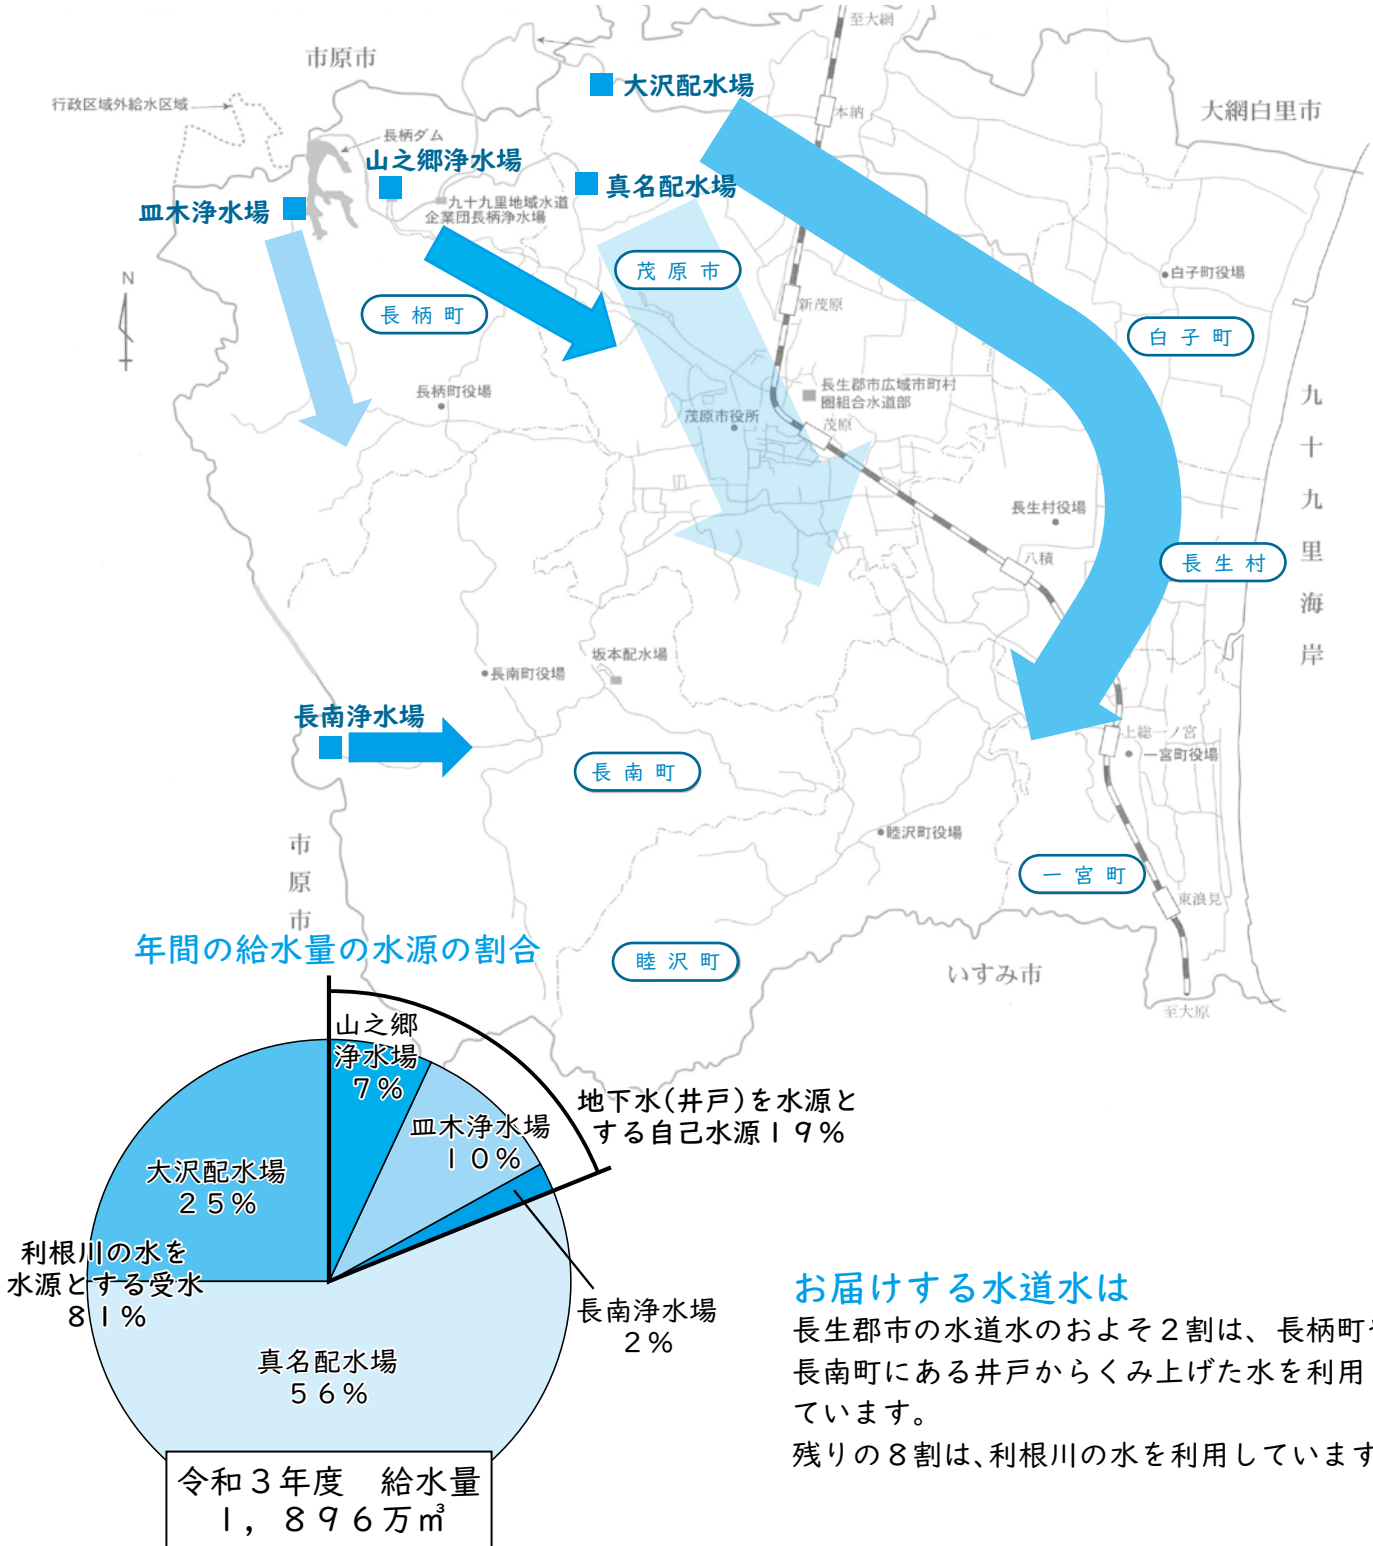 至大網
市原市
大沢配水場
行政区域外給水区域
大網白里市
本納
長柄ダム
山之郷浄水場
真名配水場
九十九里地域水道
企業団長柄浄水場
皿木浄水場
茂原市
白子町役場
N
新茂原
長柄町
白子町
長柄町役場
長生郡市広域市町村
圏組合水道部
茂原市役所
茂原
九十九里海岸
長生村役場
八積
長生村
坂本配水場
長南町役場
長南浄水場
上総一ノ宮
一宮町役場
長南町
睦沢町役場
市原市
一宮町
東浪見
睦沢町
いすみ市
至大原
年間の給水量の水源の割合
山之郷
浄水場
7%
地下水(井戸)を水源と
する自己水源19%
皿木浄水場
10%
大沢配水場
25%
利根川の水を
水源とする受水
81%
長南浄水場
2%
真名配水場
56%
令和3年度　給水量
1,896万㎥
お届けする水道水は
長生郡市の水道水のおよそ2割は、長柄町
長南町にある井戸からくみ上げた水を利用
ています。
残りの8割は、利根川の水を利用しています